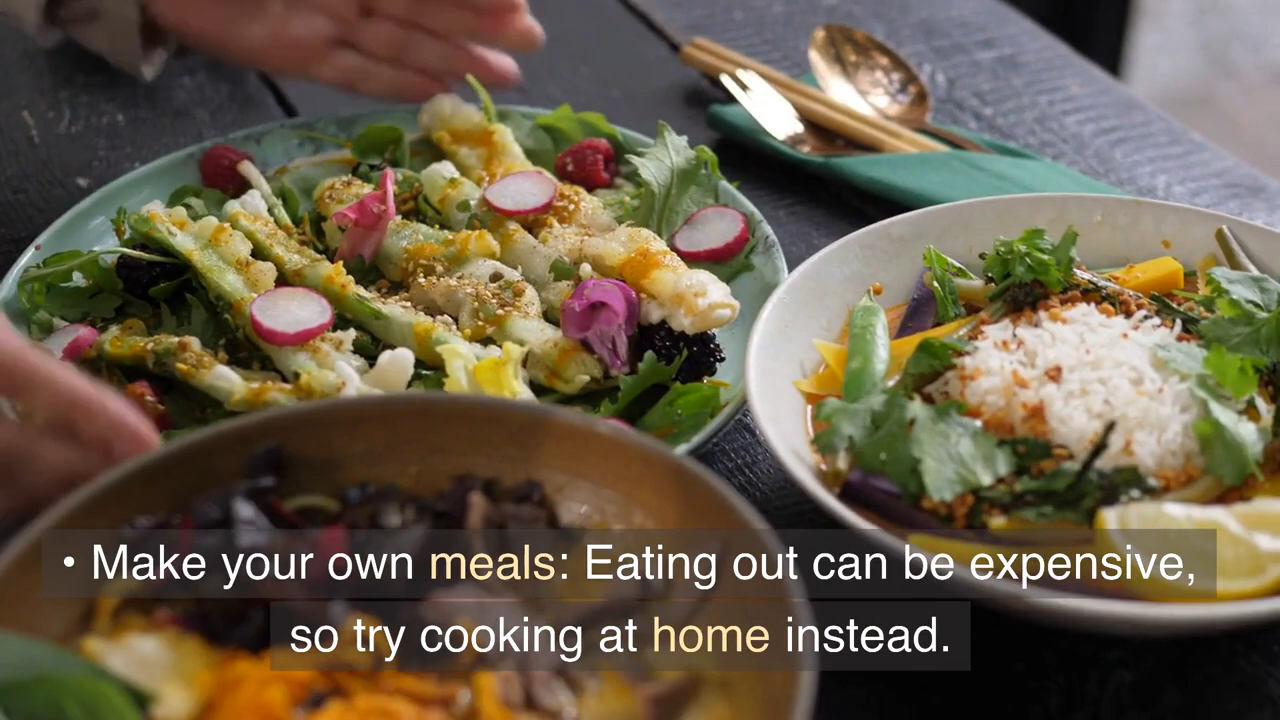 • Make your own meals: Eating out can be expensive,
so try cooking at home instead.